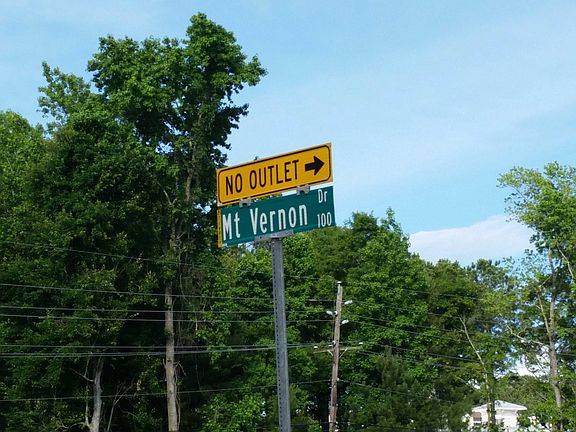 NO OUTLET →
Mt Vernon Dr
100